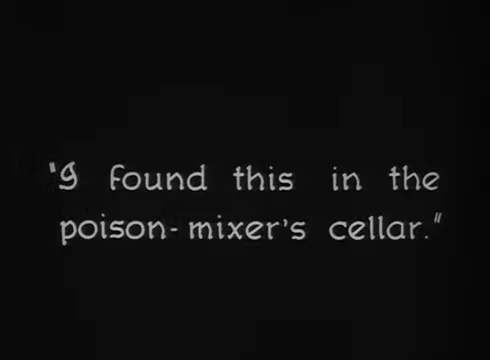 "I found this in the
poison-mixer's cellar."